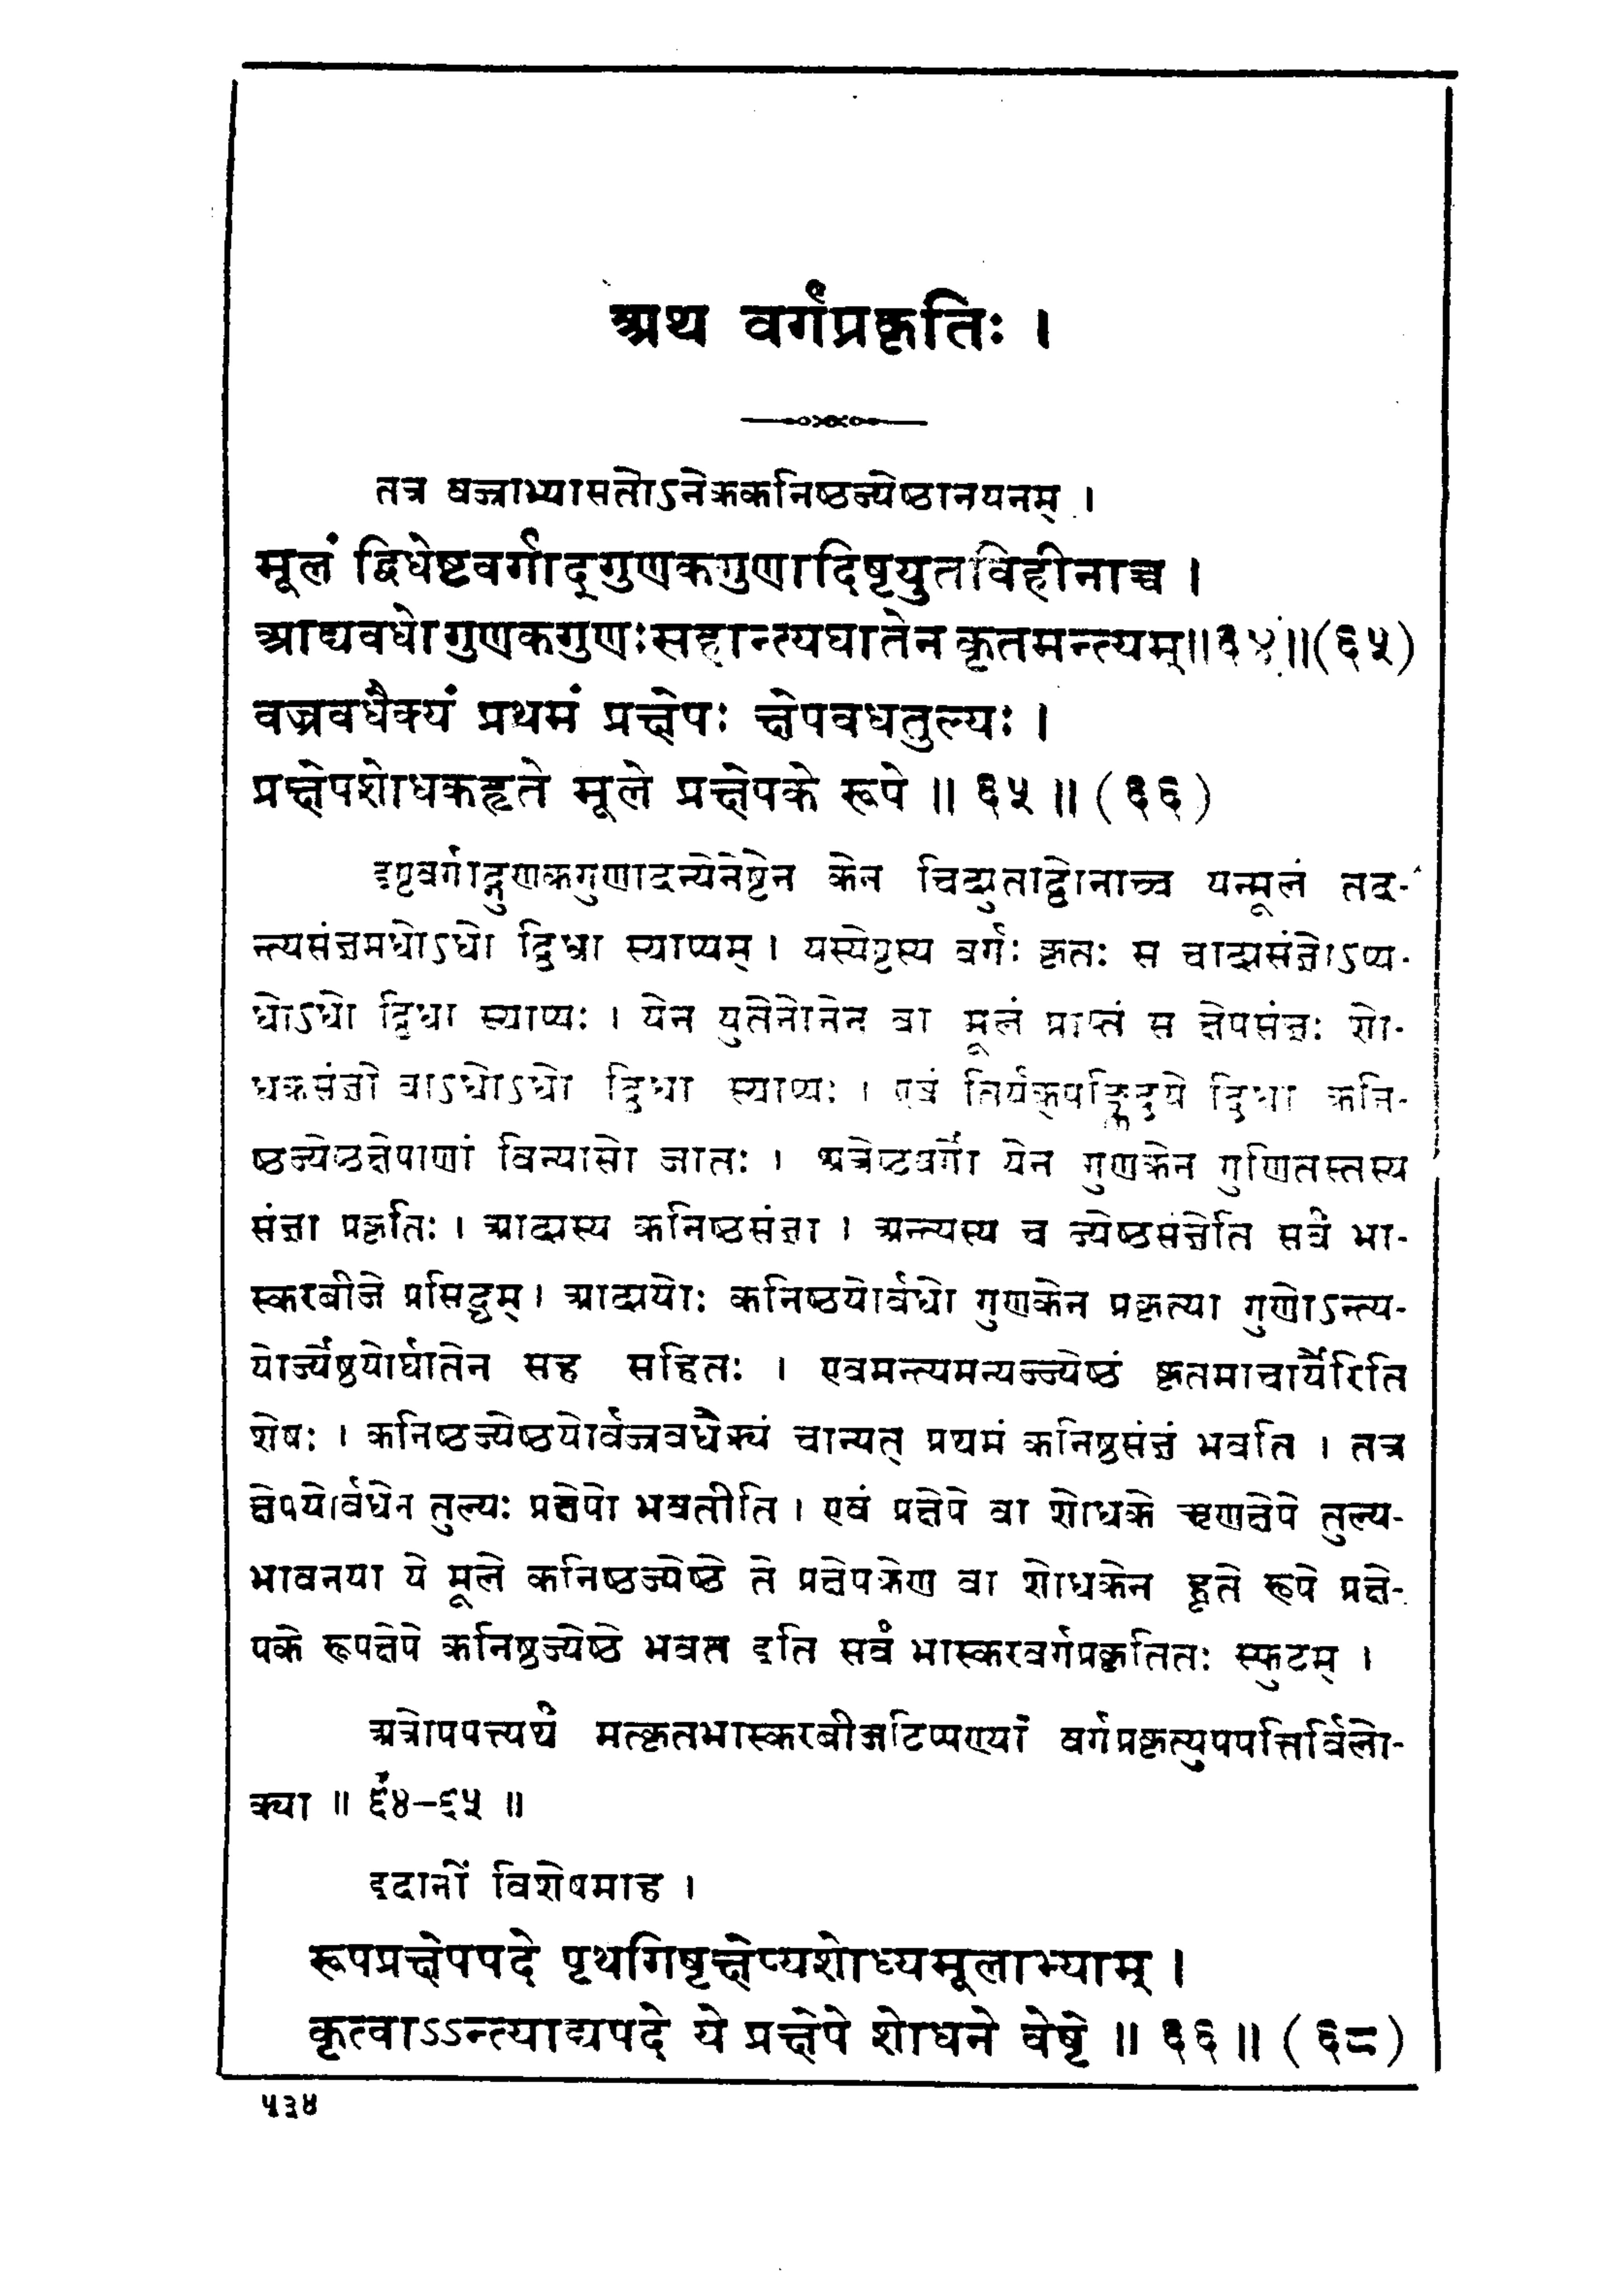 अथ वर्गप्रकृतिः ।
तत्र वज्राभ्यासतोऽनेककनिष्ठज्येष्ठानयनम् ।
मूलं द्विधेष्टवर्गाद्गुणकगुणादिष्टयुतविहीनाच्च ।
आद्यवधो गुणकगुणः सहान्त्यघातेन कृतमन्त्यम् ॥ ६४ ॥ (६५)
वज्रवधैक्यं प्रथमं प्रक्षेपः क्षेपवधतुल्यः ।
प्रक्षेपशोधकहृते मूले प्रक्षेपके रूपे ॥ ६५ ॥ (६६)
इष्टवर्गाद्गुणकगुणादन्येनेष्टेन केन चिद्युताद्धोनाच्च यन्मूलं तद-
न्त्यसंज्ञमधोऽधो द्विधा स्थाप्यम् । यस्येष्टस्य वर्गः कृतः स चाद्यसंज्ञोऽप्य-
धोऽधो द्विधा स्थाप्यः । येन युतेनोनेन वा मूलं प्राप्तं स क्षेपसंज्ञः शो-
धकसंज्ञो वाऽधोऽधो द्विधा स्थाप्यः । एवं तिर्यक्पङ्क्तिद्वये द्विधा कनि-
ष्ठज्येष्ठक्षेपाणां विन्यासो जातः । अत्रेष्टवर्गो येन गुणकेन गुणितस्तस्य
संज्ञा प्रकृतिः । आद्यस्य कनिष्ठसंज्ञा । अन्त्यस्य च ज्येष्ठसंज्ञेति सर्वं भा-
स्करबीजे प्रसिद्धम् । आद्ययोः कनिष्ठयोर्वधो गुणकेन प्रकृत्या गुणोऽन्त्य-
योर्ज्येष्ठयोर्घातेन सह सहितः । एवमन्त्यमन्यज्ज्येष्ठं कृतमाचार्यैरिति
शेषः । कनिष्ठज्येष्ठयोर्वज्रवधैक्यं चान्यत् प्रथमं कनिष्ठसंज्ञं भवति । तत्र
क्षेपयोर्वधेन तुल्यः प्रक्षेपो भवतीति । एवं प्रक्षेपे वा शोधके ऋणक्षेपे तुल्य-
भावनया ये मूले कनिष्ठज्येष्ठे ते प्रक्षेपकेण वा शोधकेन हृते रूपे प्रक्षे-
पके रूपक्षेपे कनिष्ठज्येष्ठे भवत इति सर्वं भास्करवर्गप्रकृतितः स्फुटम् ।
अत्रोपपत्त्यर्थं मत्कृतभास्करबीजटिप्पण्यां वर्गप्रकृत्युपपत्तिर्विलो-
क्या ॥ ६४–६५ ॥
इदानीं विशेषमाह ।
रूपप्रक्षेपपदे पृथगिष्टक्षेप्यशोध्यमूलाभ्याम् ।
कृत्वाऽऽन्त्याद्यपदे ये प्रक्षेपे शोधने वेष्टे ॥ ६६ ॥ (६८)
५३४